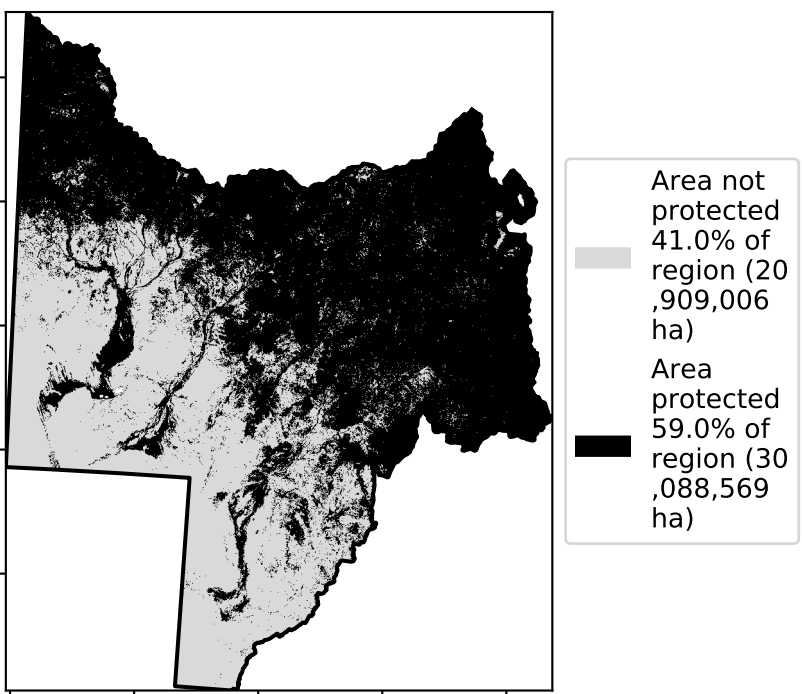 Area not
protected
41.0% of
region (20
,909,006
ha)
Area
protected
59.0% of
region (30
,088,569
ha)